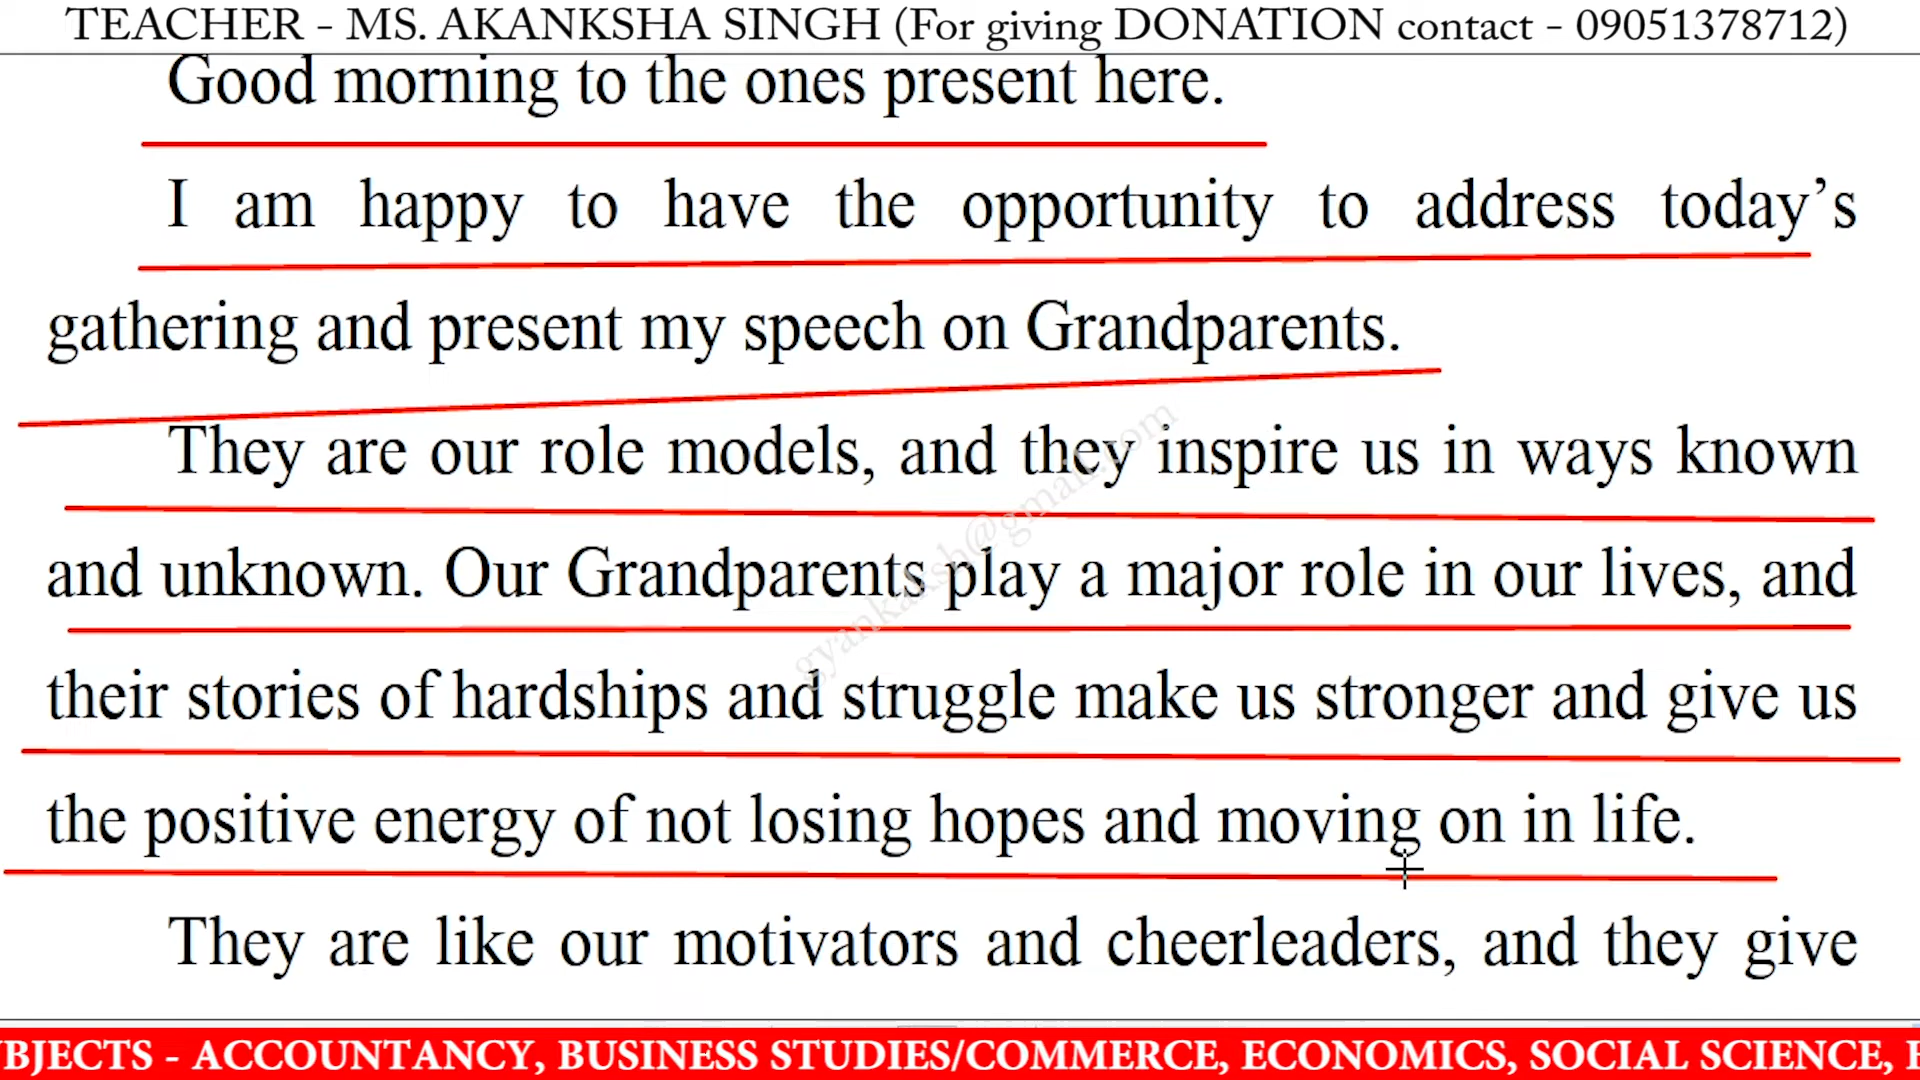 TEACHER - MS. AKANKSHA SINGH (For giving DONATION contact - 09051378712)
Good morning to the ones present here.
I am happy to have the opportunity to address today’s
gathering and present my speech on Grandparents.
They are our role models, and they inspire us in ways known
and unknown. Our Grandparents play a major role in our lives, and
their stories of hardships and struggle make us stronger and give us
the positive energy of not losing hopes and moving on in life.
They are like our motivators and cheerleaders, and they give
gyankaksh@gmail.com
BJECTS - ACCOUNTANCY, BUSINESS STUDIES/COMMERCE, ECONOMICS, SOCIAL SCIENCE,